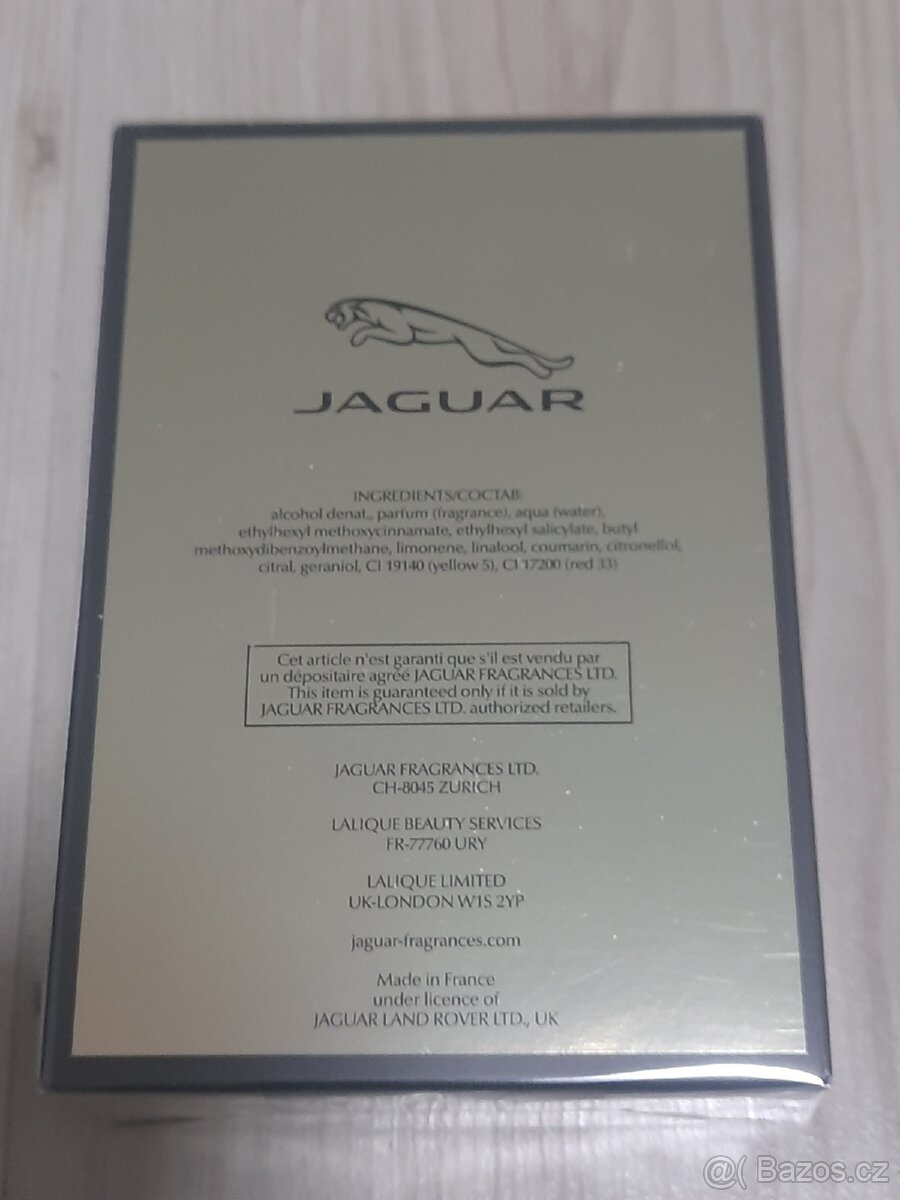 JAGUAR
INGREDIENTS/СОСТАВ:
alcohol denat., parfum (fragrance), aqua (water),
ethylhexyl methoxycinnamate, ethylhexyl salicylate, butyl
methoxydibenzoylmethane, limonene, linalool, coumarin, citronellol,
citral, geraniol, CI 19140 (yellow 5), CI 17200 (red 33)
Cet article n'est garanti que s'il est vendu par
un dépositaire agréé JAGUAR FRAGRANCES LTD.
This item is guaranteed only if it is sold by
JAGUAR FRAGRANCES LTD. authorized retailers.
JAGUAR FRAGRANCES LTD.
CH-8045 ZURICH
LALIQUE BEAUTY SERVICES
FR-77760 URY
LALIQUE LIMITED
UK-LONDON W1S 2YP
jaguar-fragrances.com
Made in France
under licence of
JAGUAR LAND ROVER LTD., UK
@( Bazos.cz